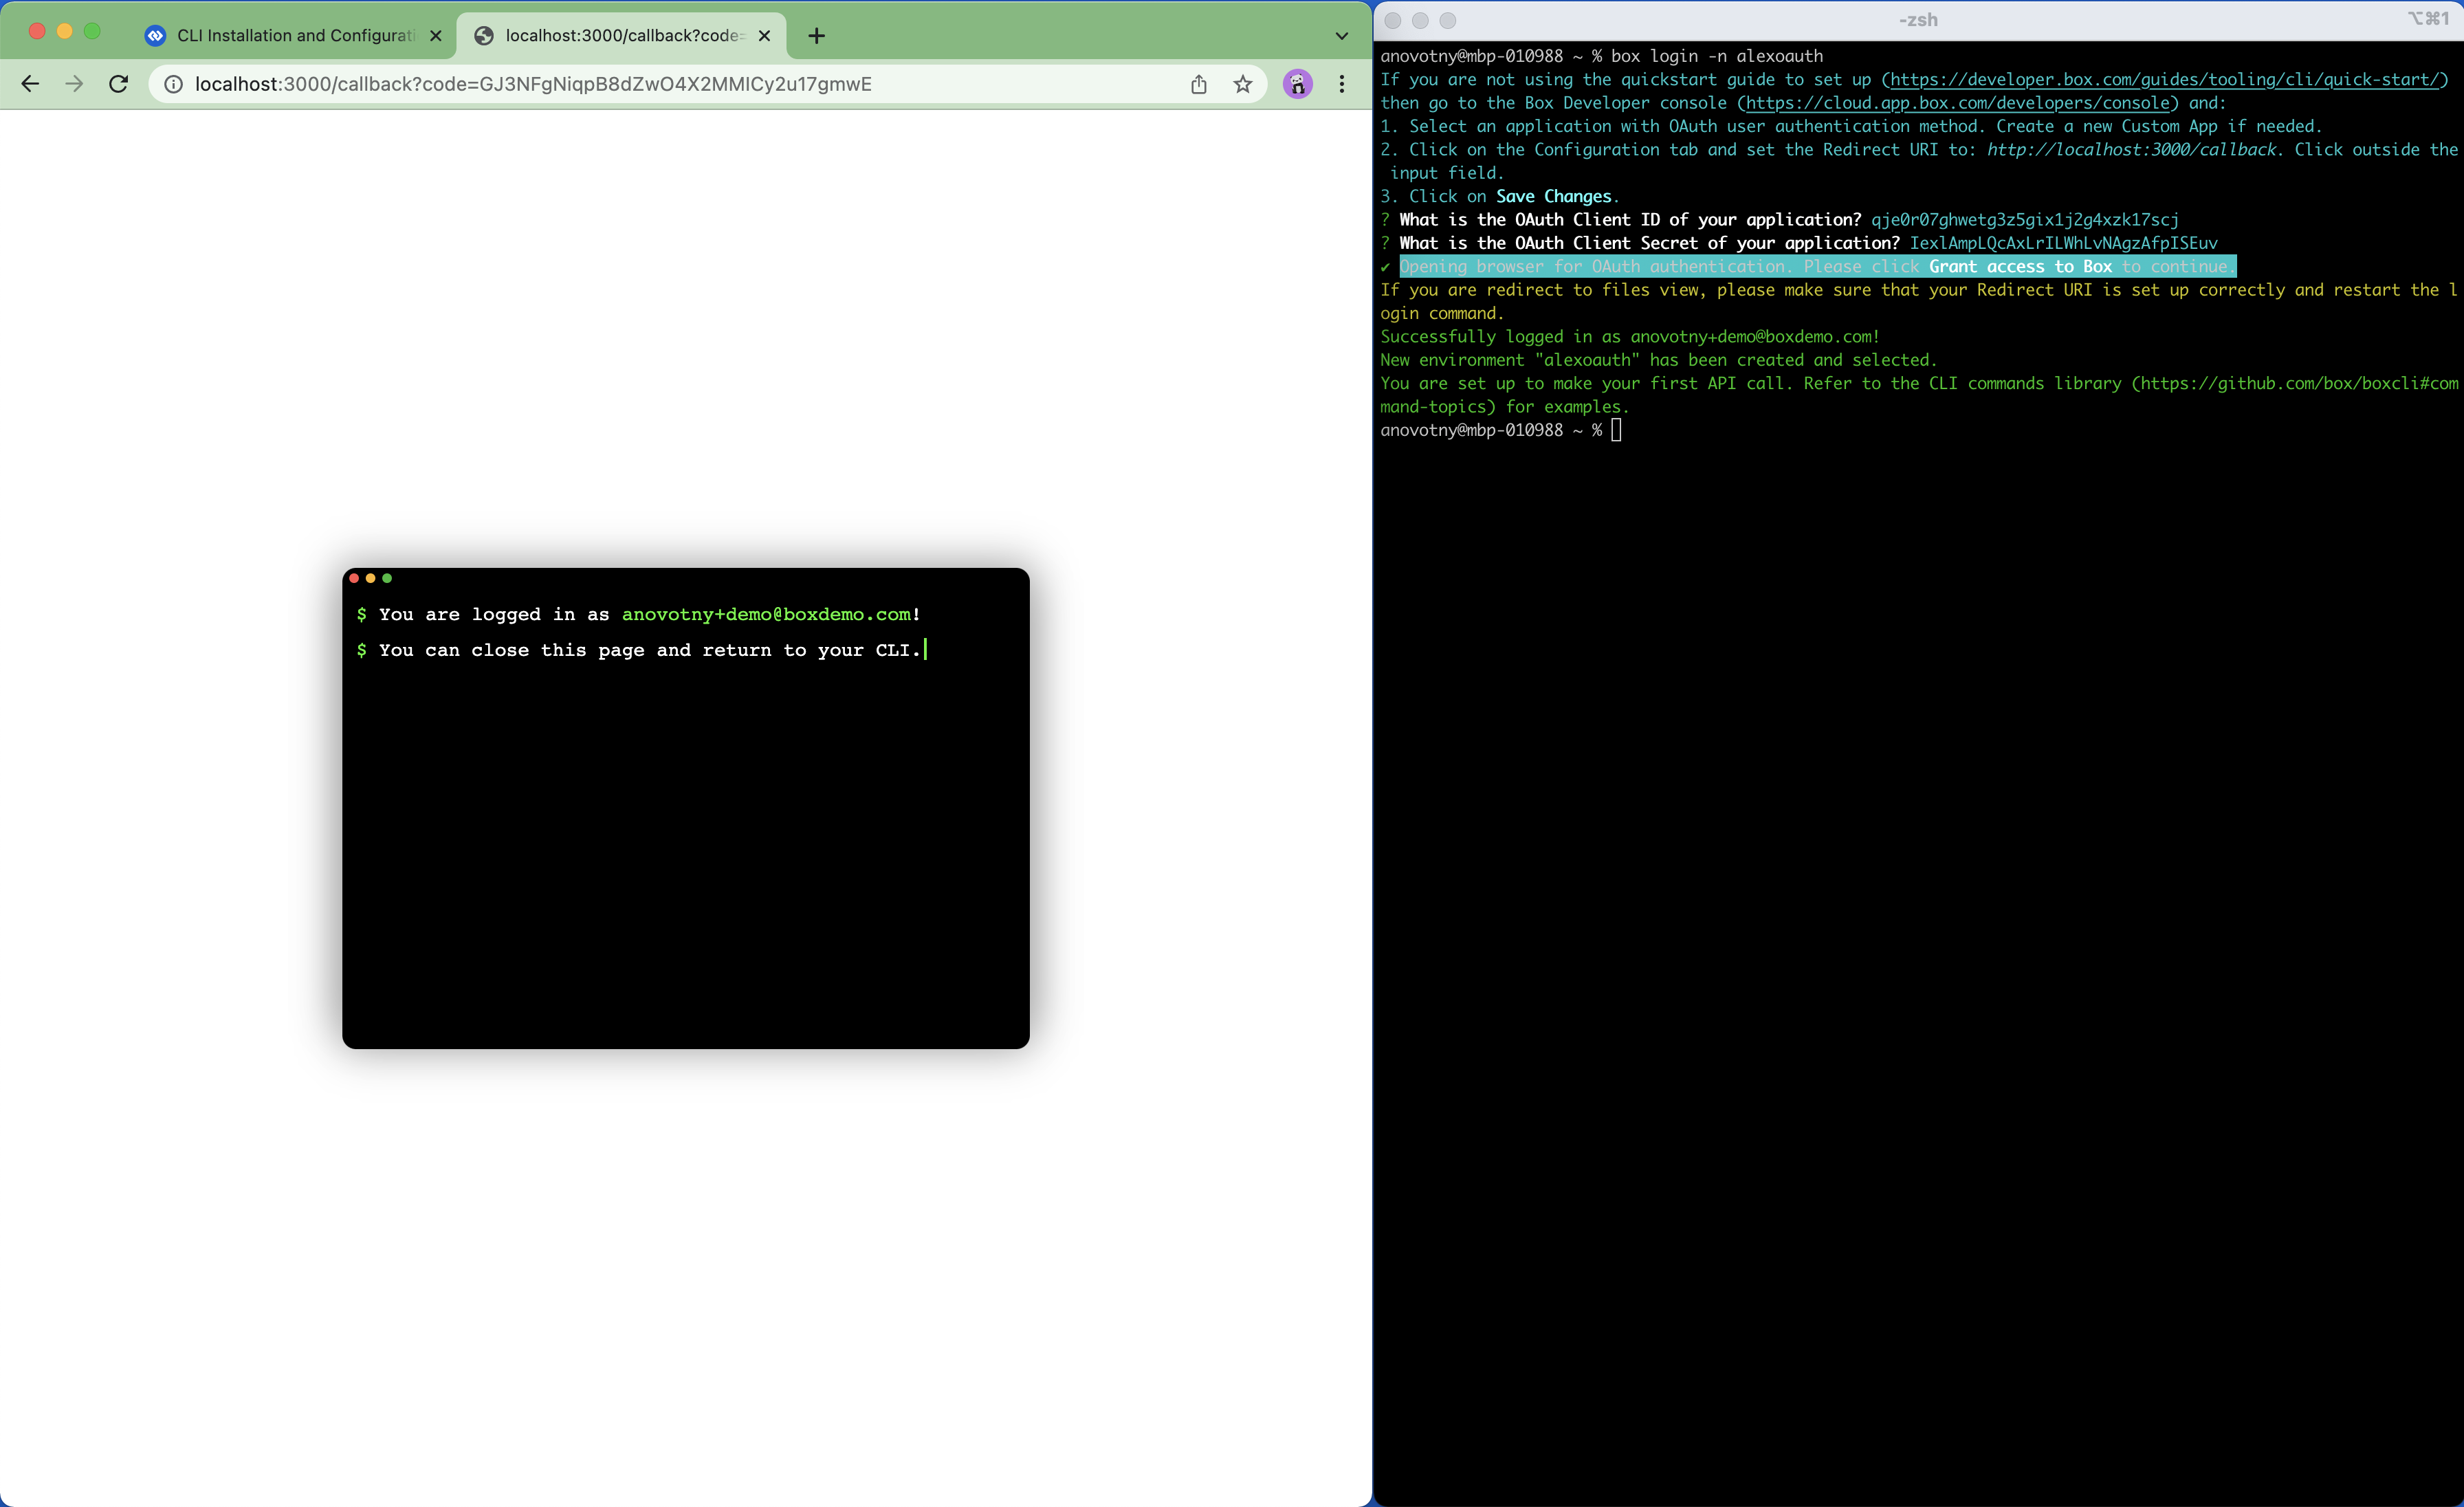 CLI Installation and Configurati
localhost:3000/callback?code=
localhost:3000/callback?code=GJ3NFgNiqpB8dZwO4X2MMICy2u17gmwE
$ You are logged in as anovotny+demo@boxdemo.com!
$ You can close this page and return to your CLI.
-zsh
⌥⌘1
anovotny@mbp-010988 ~ % box login -n alexoauth
If you are not using the quickstart guide to set up (https://developer.box.com/guides/tooling/cli/quick-start/)
then go to the Box Developer console (https://cloud.app.box.com/developers/console) and:
1. Select an application with OAuth user authentication method. Create a new Custom App if needed.
2. Click on the Configuration tab and set the Redirect URI to: http://localhost:3000/callback. Click outside the
input field.
3. Click on Save Changes.
? What is the OAuth Client ID of your application? qje0r07ghwetg3z5gix1j2g4xzk17scj
? What is the OAuth Client Secret of your application? IexlAmpLQcAxLrILWhLvNAgzAfpISEuv
✔ Opening browser for OAuth authentication. Please click Grant access to Box to continue.
If you are redirect to files view, please make sure that your Redirect URI is set up correctly and restart the l
ogin command.
Successfully logged in as anovotny+demo@boxdemo.com!
New environment "alexoauth" has been created and selected.
You are set up to make your first API call. Refer to the CLI commands library (https://github.com/box/boxcli#com
mand-topics) for examples.
anovotny@mbp-010988 ~ %